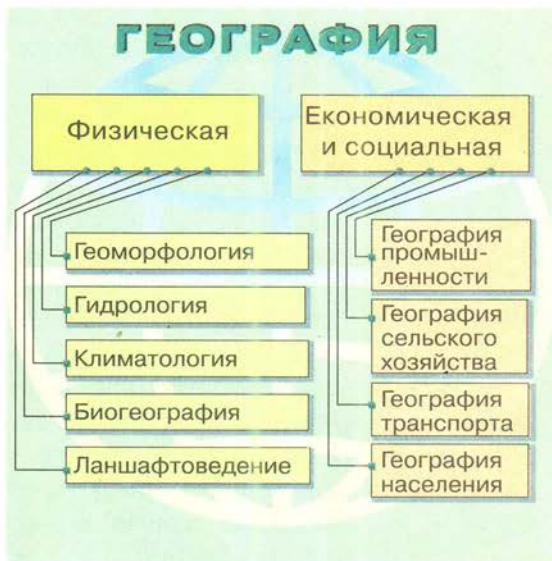 ГЕОГРАФИЯ
Физическая
Економическая
и социальная
Геоморфология
Гидрология
Климатология
Биогеография
Ланшафтоведение
География
промыш-
ленности
География
сельского
хозяйства
География
транспорта
География
населения